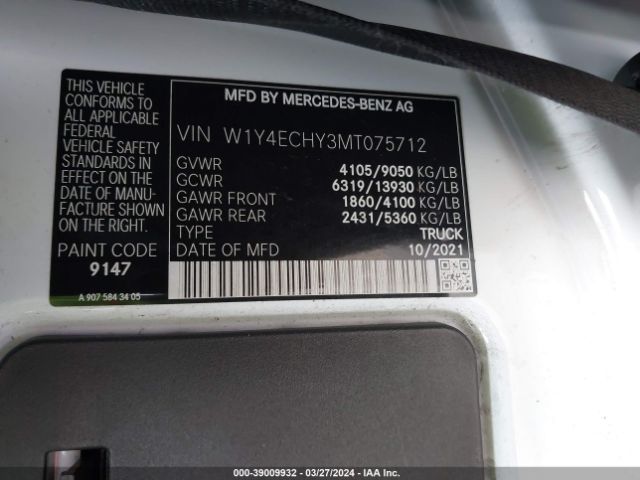 THIS VEHICLE
CONFORMS TO
ALL APPLICABLE
FEDERAL
VEHICLE SAFETY
STANDARDS IN
EFFECT ON THE
DATE OF MANU-
FACTURE SHOWN
ON THE RIGHT.
PAINT CODE
9147
A 907 584 34 05
MFD BY MERCEDES-BENZ AG
VIN W1Y4ECHY3MT075712
GVWR 4105/9050 KG/LB
GCWR 6319/13930 KG/LB
GAWR FRONT 1860/4100 KG/LB
GAWR REAR 2431/5360 KG/LB
TYPE TRUCK
DATE OF MFD 10/2021
000-39009932 - 03/27/2024 - IAA Inc.